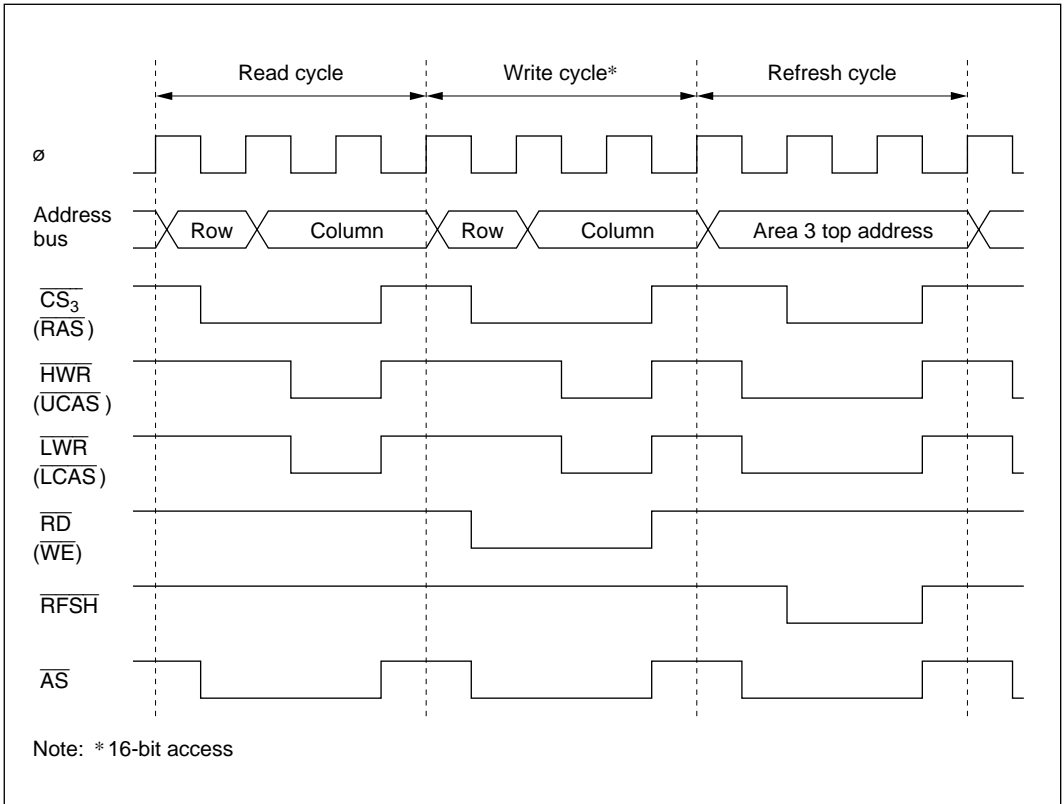 Read cycle Write cycle* Refresh cycle
ø
Address
bus
Row Column Row Column Area 3 top address
CS₃
(RAS)
HWR
(UCAS)
LWR
(LCAS)
RD
(WE)
RFSH
AS
Note: *16-bit access